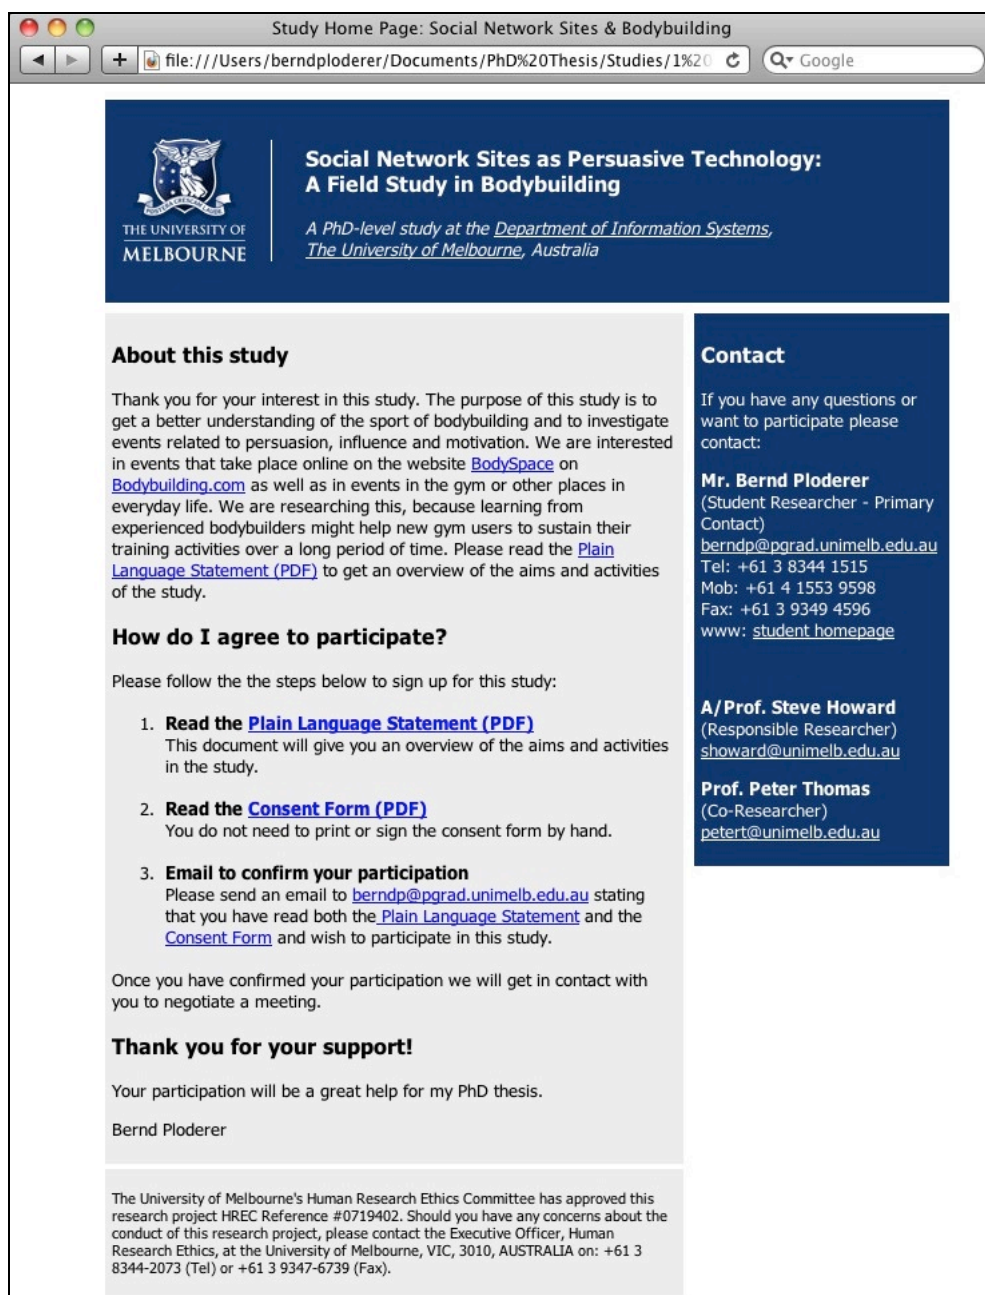 Study Home Page: Social Network Sites & Bodybuilding
file:///Users/berndploderer/Documents/PhD%20Thesis/Studies/1%20
Google
POSTERA CRESCAM LAUDE
THE UNIVERSITY OF
MELBOURNE
Social Network Sites as Persuasive Technology:
A Field Study in Bodybuilding
A PhD-level study at the Department of Information Systems,
The University of Melbourne, Australia
About this study
Thank you for your interest in this study. The purpose of this study is to
get a better understanding of the sport of bodybuilding and to investigate
events related to persuasion, influence and motivation. We are interested
in events that take place online on the website BodySpace on
Bodybuilding.com as well as in events in the gym or other places in
everyday life. We are researching this, because learning from
experienced bodybuilders might help new gym users to sustain their
training activities over a long period of time. Please read the Plain
Language Statement (PDF) to get an overview of the aims and activities
of the study.
How do I agree to participate?
Please follow the the steps below to sign up for this study:
1. Read the Plain Language Statement (PDF)
This document will give you an overview of the aims and activities
in the study.
2. Read the Consent Form (PDF)
You do not need to print or sign the consent form by hand.
3. Email to confirm your participation
Please send an email to berndp@pgrad.unimelb.edu.au stating
that you have read both the Plain Language Statement and the
Consent Form and wish to participate in this study.
Once you have confirmed your participation we will get in contact with
you to negotiate a meeting.
Thank you for your support!
Your participation will be a great help for my PhD thesis.
Bernd Ploderer
The University of Melbourne's Human Research Ethics Committee has approved this
research project HREC Reference #0719402. Should you have any concerns about the
conduct of this research project, please contact the Executive Officer, Human
Research Ethics, at the University of Melbourne, VIC, 3010, AUSTRALIA on: +61 3
8344-2073 (Tel) or +61 3 9347-6739 (Fax).
Contact
If you have any questions or
want to participate please
contact:
Mr. Bernd Ploderer
(Student Researcher - Primary
Contact)
berndp@pgrad.unimelb.edu.au
Tel: +61 3 8344 1515
Mob: +61 4 1553 9598
Fax: +61 3 9349 4596
www: student homepage
A/Prof. Steve Howard
(Responsible Researcher)
showard@unimelb.edu.au
Prof. Peter Thomas
(Co-Researcher)
petert@unimelb.edu.au